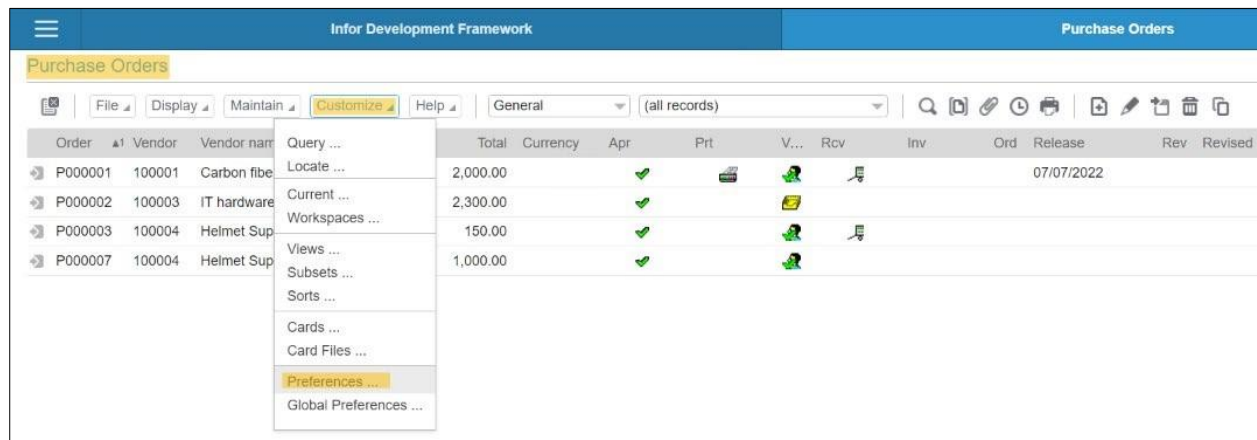 Infor Development Framework Purchase Orders
Purchase Orders
File Display Maintain Customize Help General (all records)
Order ▲1 Vendor Vendor nam Total Currency Apr Prt V... Rcv Inv Ord Release Rev Revised
P000001 100001 Carbon fibe 2,000.00 07/07/2022
P000002 100003 IT hardware 2,300.00
P000003 100004 Helmet Sup 150.00
P000007 100004 Helmet Sup 1,000.00
Query ...
Locate ...
Current ...
Workspaces ...
Views ...
Subsets ...
Sorts ...
Cards ...
Card Files ...
Preferences ...
Global Preferences ...